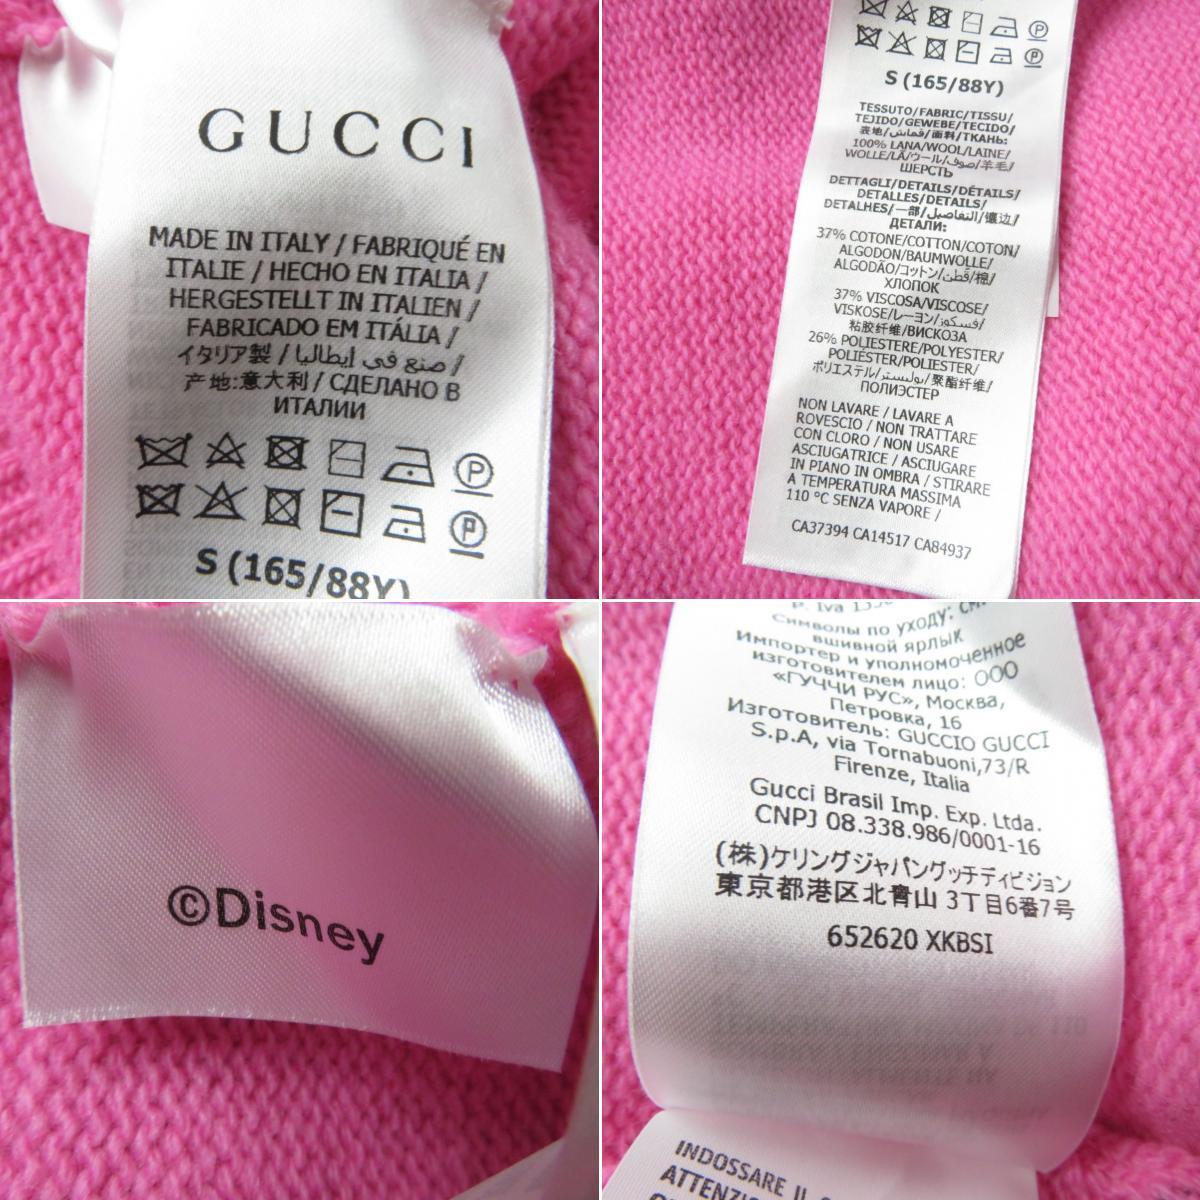 GUCCI
MADE IN ITALY / FABRIQUÉ EN
ITALIE / HECHO EN ITALIA /
HERGESTELLT IN ITALIEN /
FABRICADO EM ITÁLIA /
イタリア製 / صنع في إيطاليا /
产地:意大利 / СДЕЛАНО В
ИТАЛИИ
S (165/88Y)
S (165/88Y)
TESSUTO/FABRIC/TISSU/
TEJIDO/GEWEBE/TECIDO/
表地/قماش/面料/ТКАНЬ:
100% LANA/WOOL/LAINE/
WOLLE/LÃ/ウール/صوف/羊毛/
ШЕРСТЬ
DETTAGLI/DETAILS/DÉTAILS/
DETALLES/DETAILS/
DETALHES/一部/التفاصيل/镶边/
ДЕТАЛИ:
37% COTONE/COTTON/COTON/
ALGODON/BAUMWOLLE/
ALGODÃO/コットン/قطن/棉/
ХЛОПОК
37% VISCOSA/VISCOSE/
VISKOSE/レーヨン/فسكوز/
粘胶纤维/ВИСКОЗА
26% POLIESTERE/POLYESTER/
POLIÉSTER/POLIESTER/
ポリエステル/بوليستر/聚酯纤维/
ПОЛИЭСТЕР
NON LAVARE / LAVARE A
ROVESCIO / NON TRATTARE
CON CLORO / NON USARE
ASCIUGATRICE / ASCIUGARE
IN PIANO IN OMBRA / STIRARE
A TEMPERATURA MASSIMA
110 °C SENZA VAPORE /
CA37394 CA14517 CA84937
©Disney
P. Iva
Символы по уходу:
вшивной ярлык
Импортер и уполномоченное
изготовителем лицо: ООО
«ГУЧЧИ РУС», Москва,
Петровка, 16
Изготовитель: GUCCIO GUCCI
S.p.A, via Tornabuoni,73/R
Firenze, Italia
Gucci Brasil Imp. Exp. Ltda.
CNPJ 08.338.986/0001-16
(株)ケリングジャパングッチディビジョン
東京都港区北青山 3丁目6番7号
652620 XKBSI
INDOSSARE IL